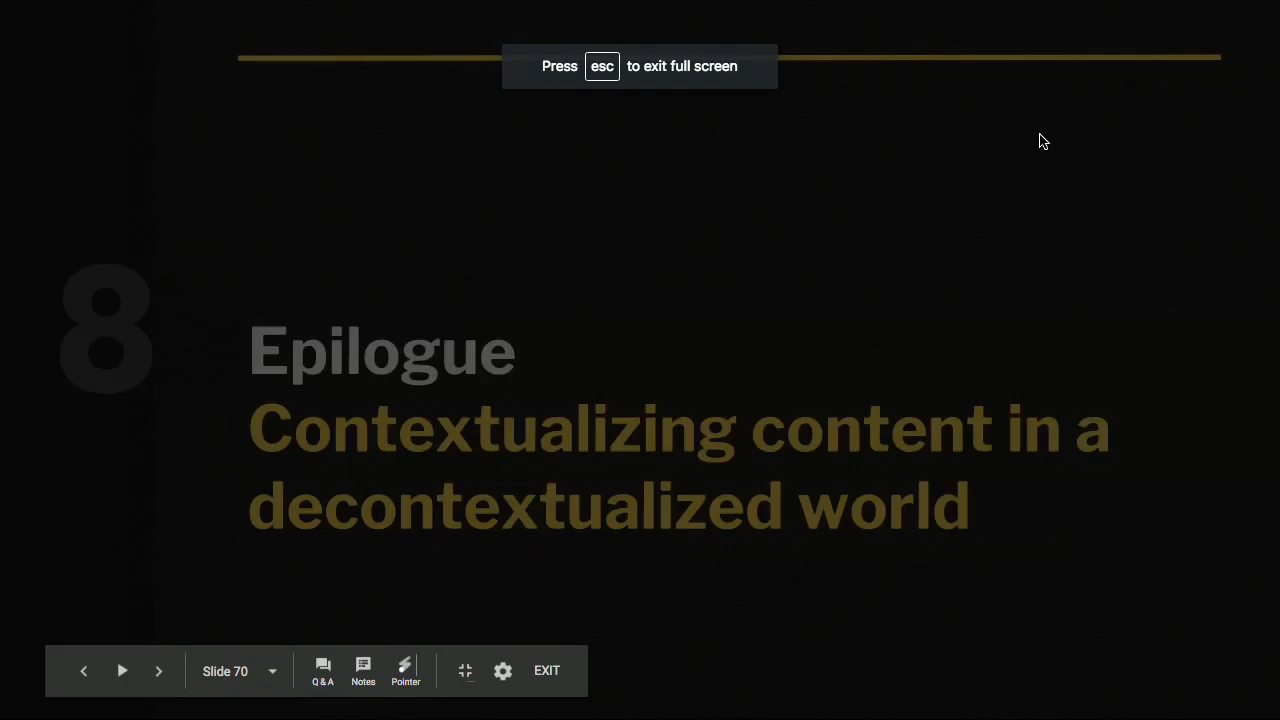 Press esc to exit full screen
8
Epilogue
Contextualizing content in a
decontextualized world
Slide 70
Q & A
Notes
Pointer
EXIT